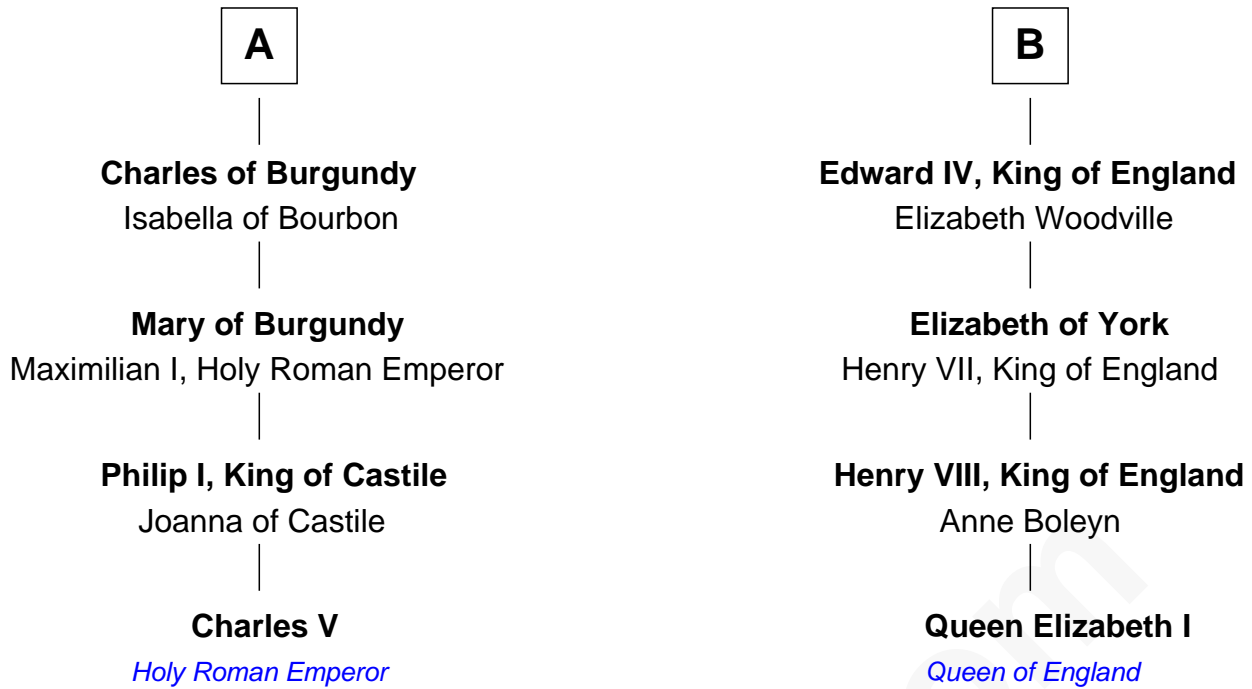 A
Charles of Burgundy
Isabella of Bourbon
Mary of Burgundy
Maximilian I, Holy Roman Emperor
Philip I, King of Castile
Joanna of Castile
Charles V
Holy Roman Emperor
B
Edward IV, King of England
Elizabeth Woodville
Elizabeth of York
Henry VII, King of England
Henry VIII, King of England
Anne Boleyn
Queen Elizabeth I
Queen of England